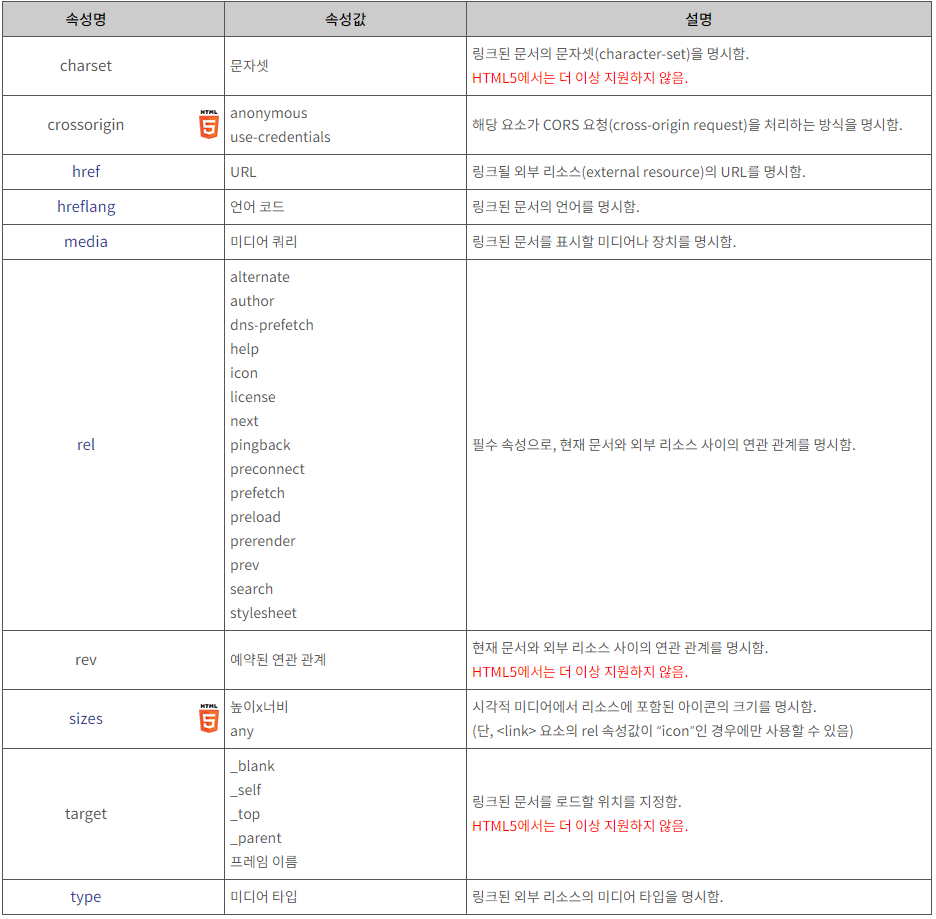 속성명 속성값 설명
charset 문자셋 링크된 문서의 문자셋(character-set)을 명시함.
HTML5에서는 더 이상 지원하지 않음.
crossorigin HTML 5 anonymous 해당 요소가 CORS 요청(cross-origin request)을 처리하는 방식을 명시함.
use-credentials
href URL 링크될 외부 리소스(external resource)의 URL를 명시함.
hreflang 언어 코드 링크된 문서의 언어를 명시함.
media 미디어 쿼리 링크된 문서를 표시할 미디어나 장치를 명시함.
rel
alternate
author
dns-prefetch
help
icon
license
next
pingback
preconnect
prefetch
preload
prerender
prev
search
stylesheet
필수 속성으로, 현재 문서와 외부 리소스 사이의 연관 관계를 명시함.
rev 예약된 연관 관계 현재 문서와 외부 리소스 사이의 연관 관계를 명시함.
HTML5에서는 더 이상 지원하지 않음.
sizes HTML 5 높이x너비 시각적 미디어에서 리소스에 포함된 아이콘의 크기를 명시함.
any (단, <link> 요소의 rel 속성값이 “icon”인 경우에만 사용할 수 있음)
target
_blank
_self
_top
_parent
프레임 이름
링크된 문서를 로드할 위치를 지정함.
HTML5에서는 더 이상 지원하지 않음.
type 미디어 타입 링크된 외부 리소스의 미디어 타입을 명시함.